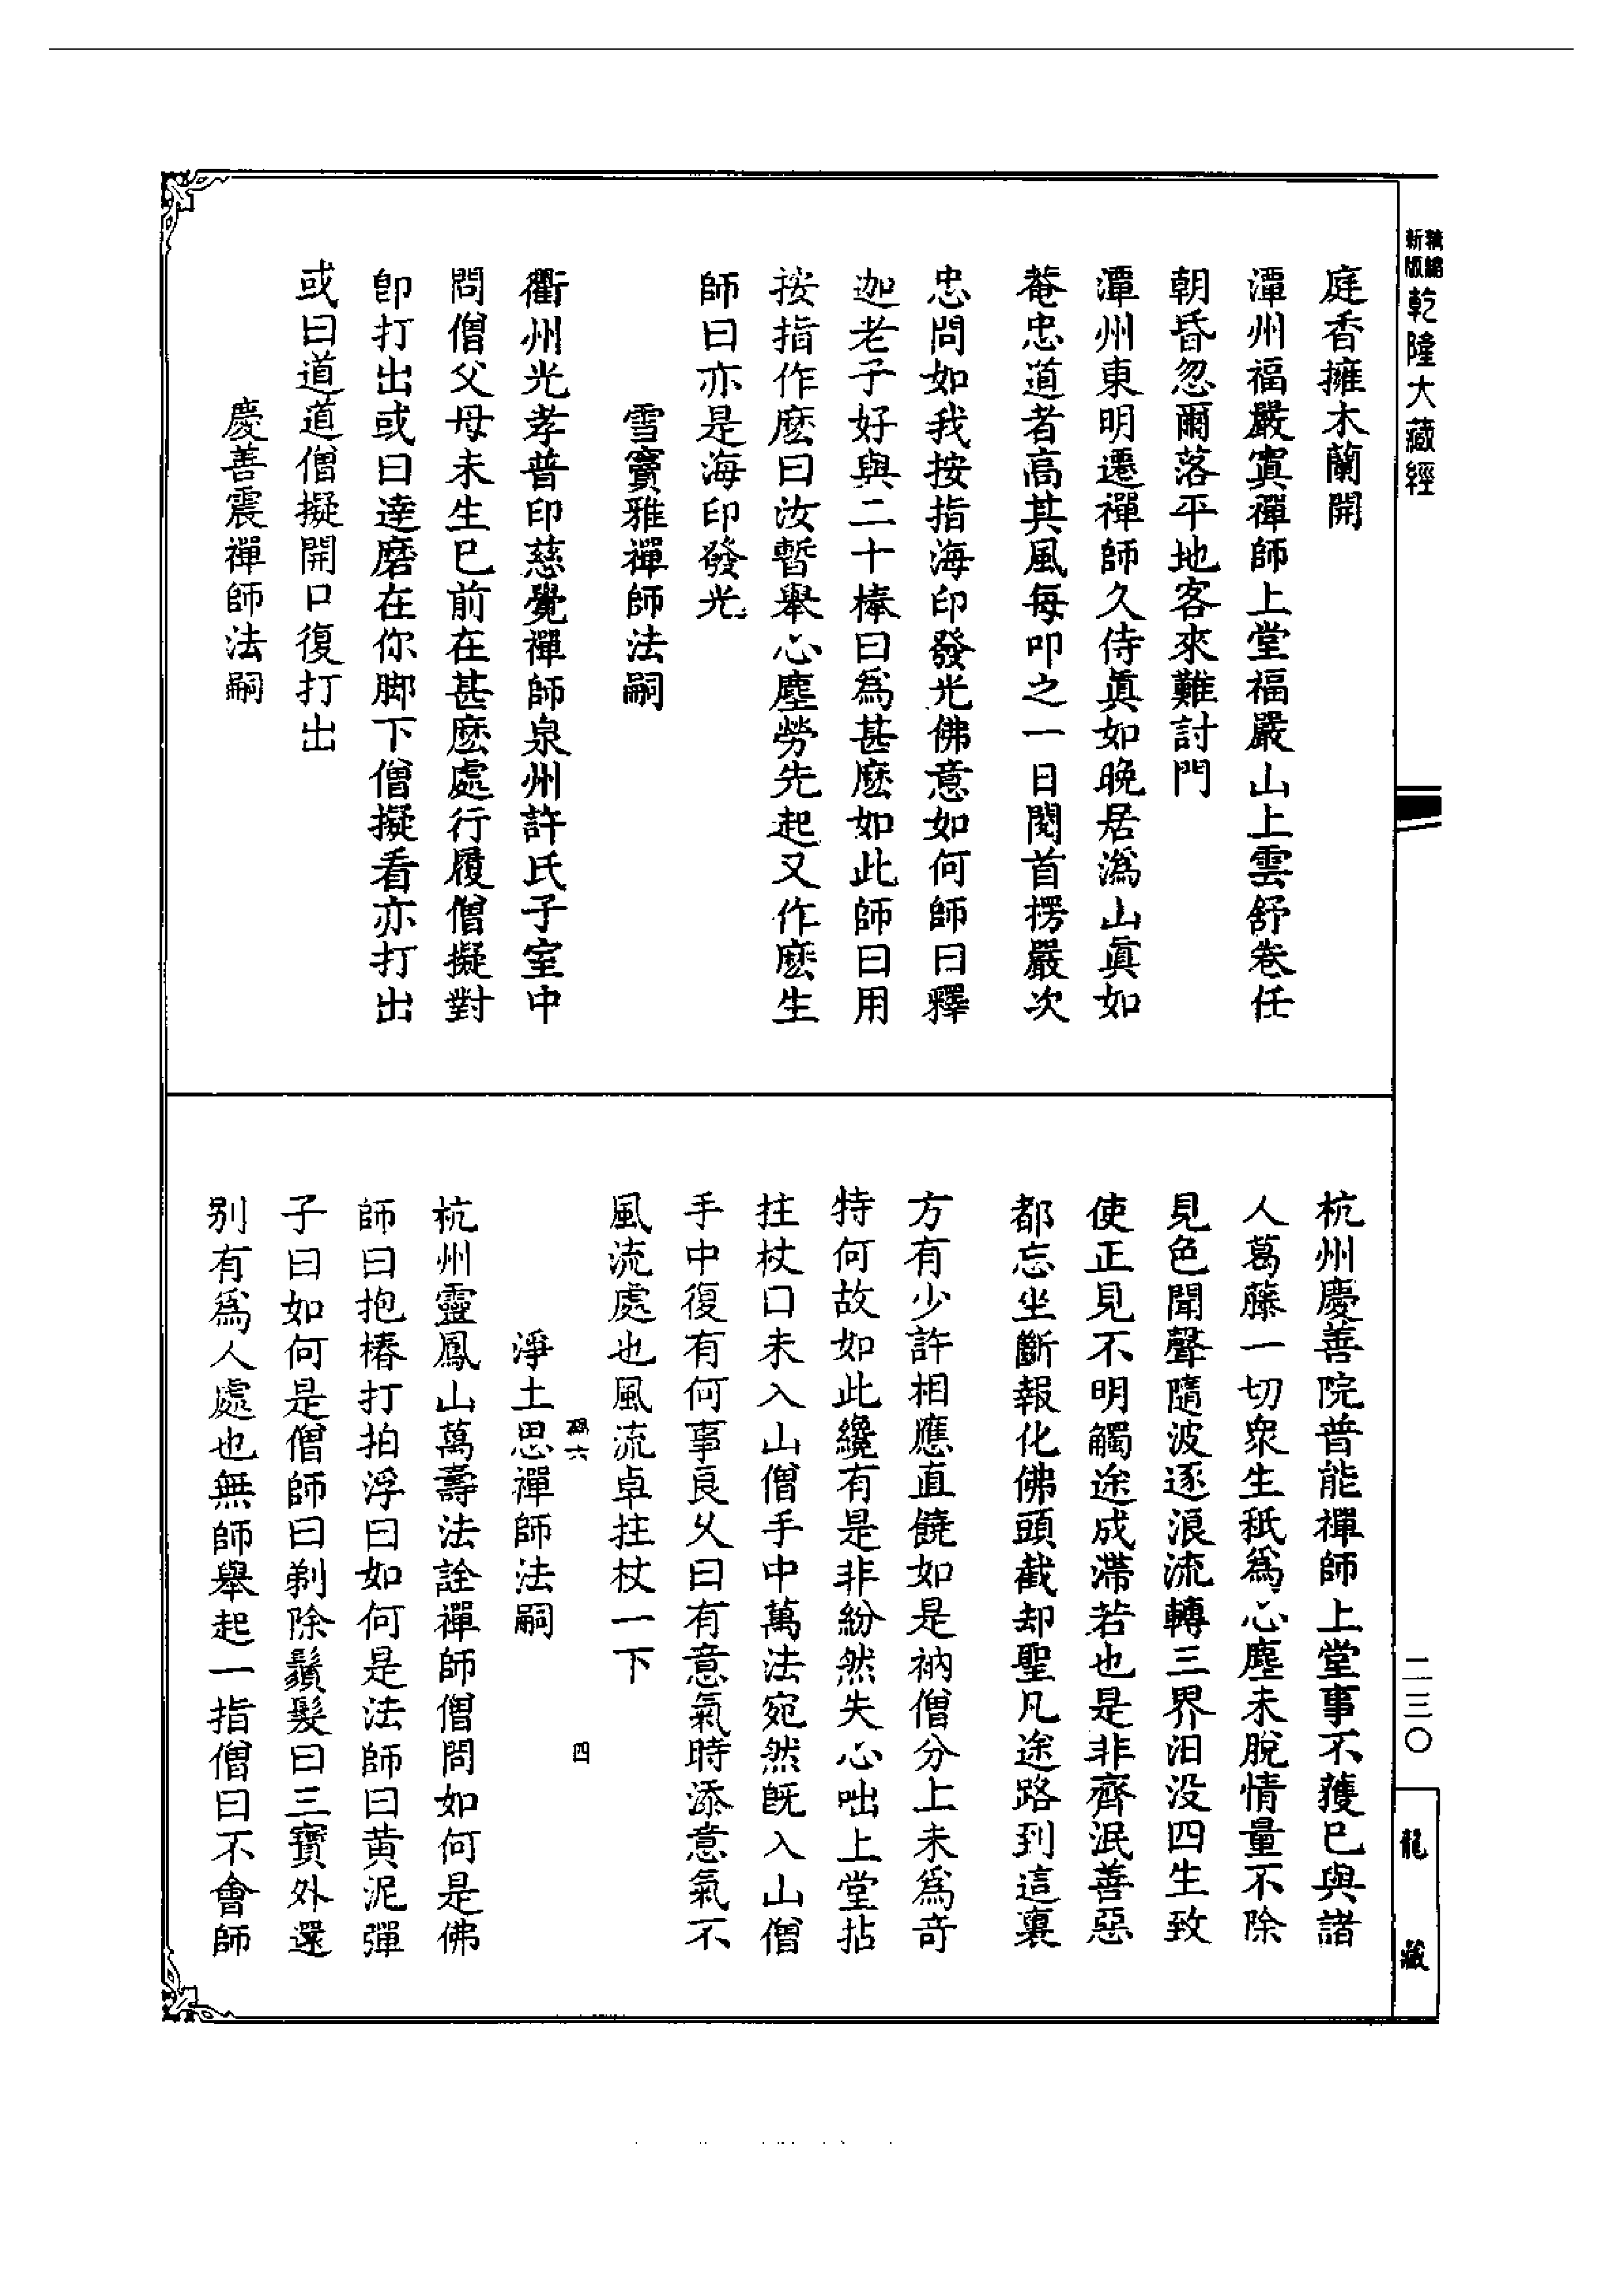 新版精縮乾隆大藏經
庭香擁木蘭開
潭州福嚴寘禪師上堂福嚴山上雲舒卷任
朝昏忽爾落平地客來難討門
潭州東明遷禪師久侍眞如晚居潙山眞如
菴忠道者高其風每叩之一日閱首楞嚴次
忠問如我按指海印發光佛意如何師曰釋
迦老子好與二十棒曰爲甚麽如此師曰用
按指作麽曰汝暫舉心塵勞先起又作麽生
師曰亦是海印發光
雪竇雅禪師法嗣
衢州光孝普印慈覺禪師泉州許氏子室中
問僧父母未生已前在甚麽處行履僧擬對
卽打出或曰達磨在你脚下僧擬看亦打出
或曰道道僧擬開口復打出
慶善震禪師法嗣
杭州慶善院普能禪師上堂事不獲已與諸
人葛藤一切衆生秖爲心塵未脫情量不除
見色聞聲隨波逐浪流轉三界汨没四生致
使正見不明觸途成滯若也是非齊泯善惡
都忘坐斷報化佛頭截却聖凡途路到這裏
方有少許相應直饒如是衲僧分上未爲奇
特何故如此纔有是非紛然失心咄上堂拈
拄杖曰未入山僧手中萬法宛然旣入山僧
手中復有何事良久曰有意氣時添意氣不
風流處也風流卓拄杖一下
六 四
淨土思禪師法嗣
杭州靈鳳山萬壽法詮禪師僧問如何是佛
師曰抱樁打拍浮曰如何是法師曰黄泥彈
子曰如何是僧師曰剃除鬚髮曰三寶外還
別有爲人處也無師舉起一指僧曰不會師
二三〇
龍藏